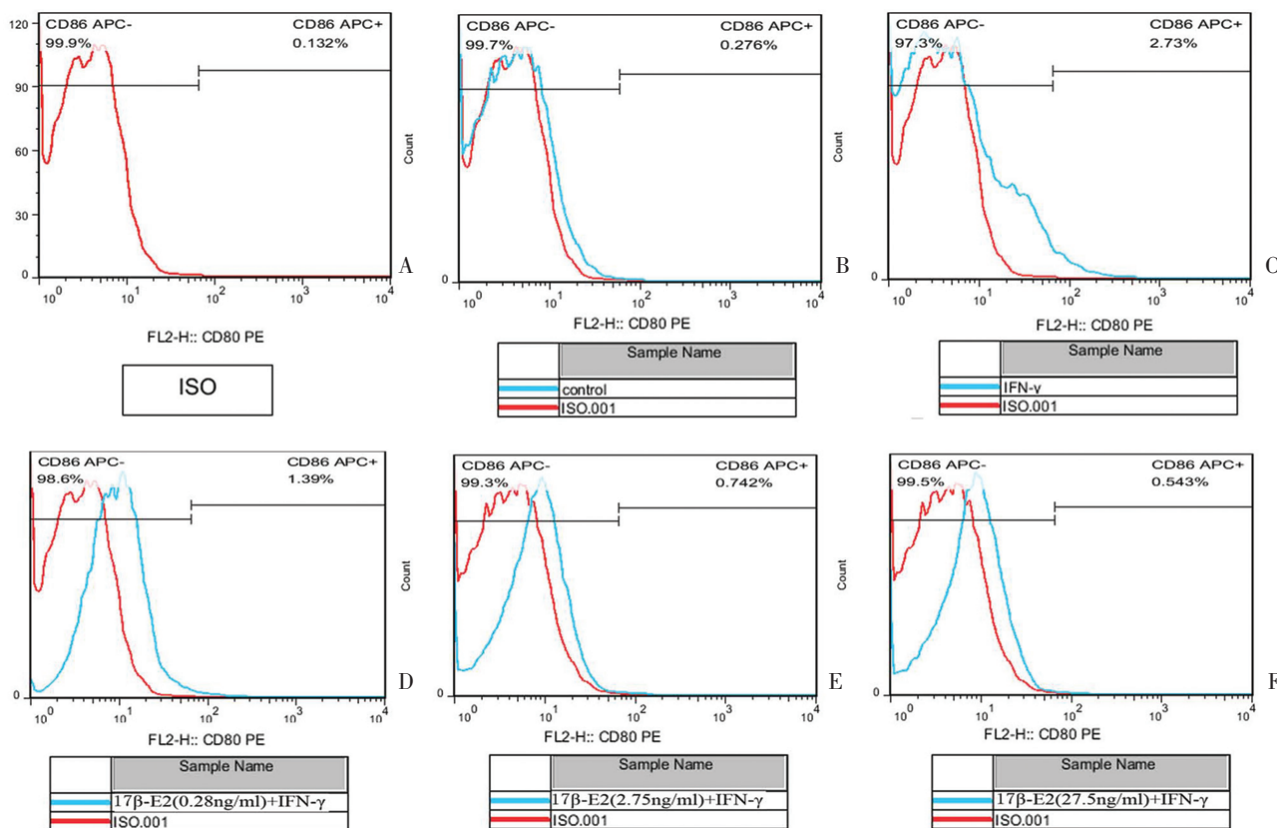 CD86 APC-
99.9%
CD86 APC+
0.132%
120
90
60
30
0
10^0
10^1
10^2
10^3
10^4
FL2-H:: CD80 PE
ISO
A
CD86 APC-
99.7%
CD86 APC+
0.276%
Count
0
10^0
10^1
10^2
10^3
10^4
FL2-H:: CD80 PE
Sample Name
control
ISO.001
B
CD86 APC-
97.3%
CD86 APC+
2.73%
Count
0
10^0
10^1
10^2
10^3
10^4
FL2-H:: CD80 PE
Sample Name
IFN-γ
ISO.001
C
CD86 APC-
98.6%
CD86 APC+
1.39%
0
10^0
10^1
10^2
10^3
10^4
FL2-H:: CD80 PE
Sample Name
17β-E2(0.28ng/ml)+IFN-γ
ISO.001
D
CD86 APC-
99.3%
CD86 APC+
0.742%
Count
0
10^0
10^1
10^2
10^3
10^4
FL2-H:: CD80 PE
Sample Name
17β-E2(2.75ng/ml)+IFN-γ
ISO.001
E
CD86 APC-
99.5%
CD86 APC+
0.543%
Count
0
10^0
10^1
10^2
10^3
10^4
FL2-H:: CD80 PE
Sample Name
17β-E2(27.5ng/ml)+IFN-γ
ISO.001